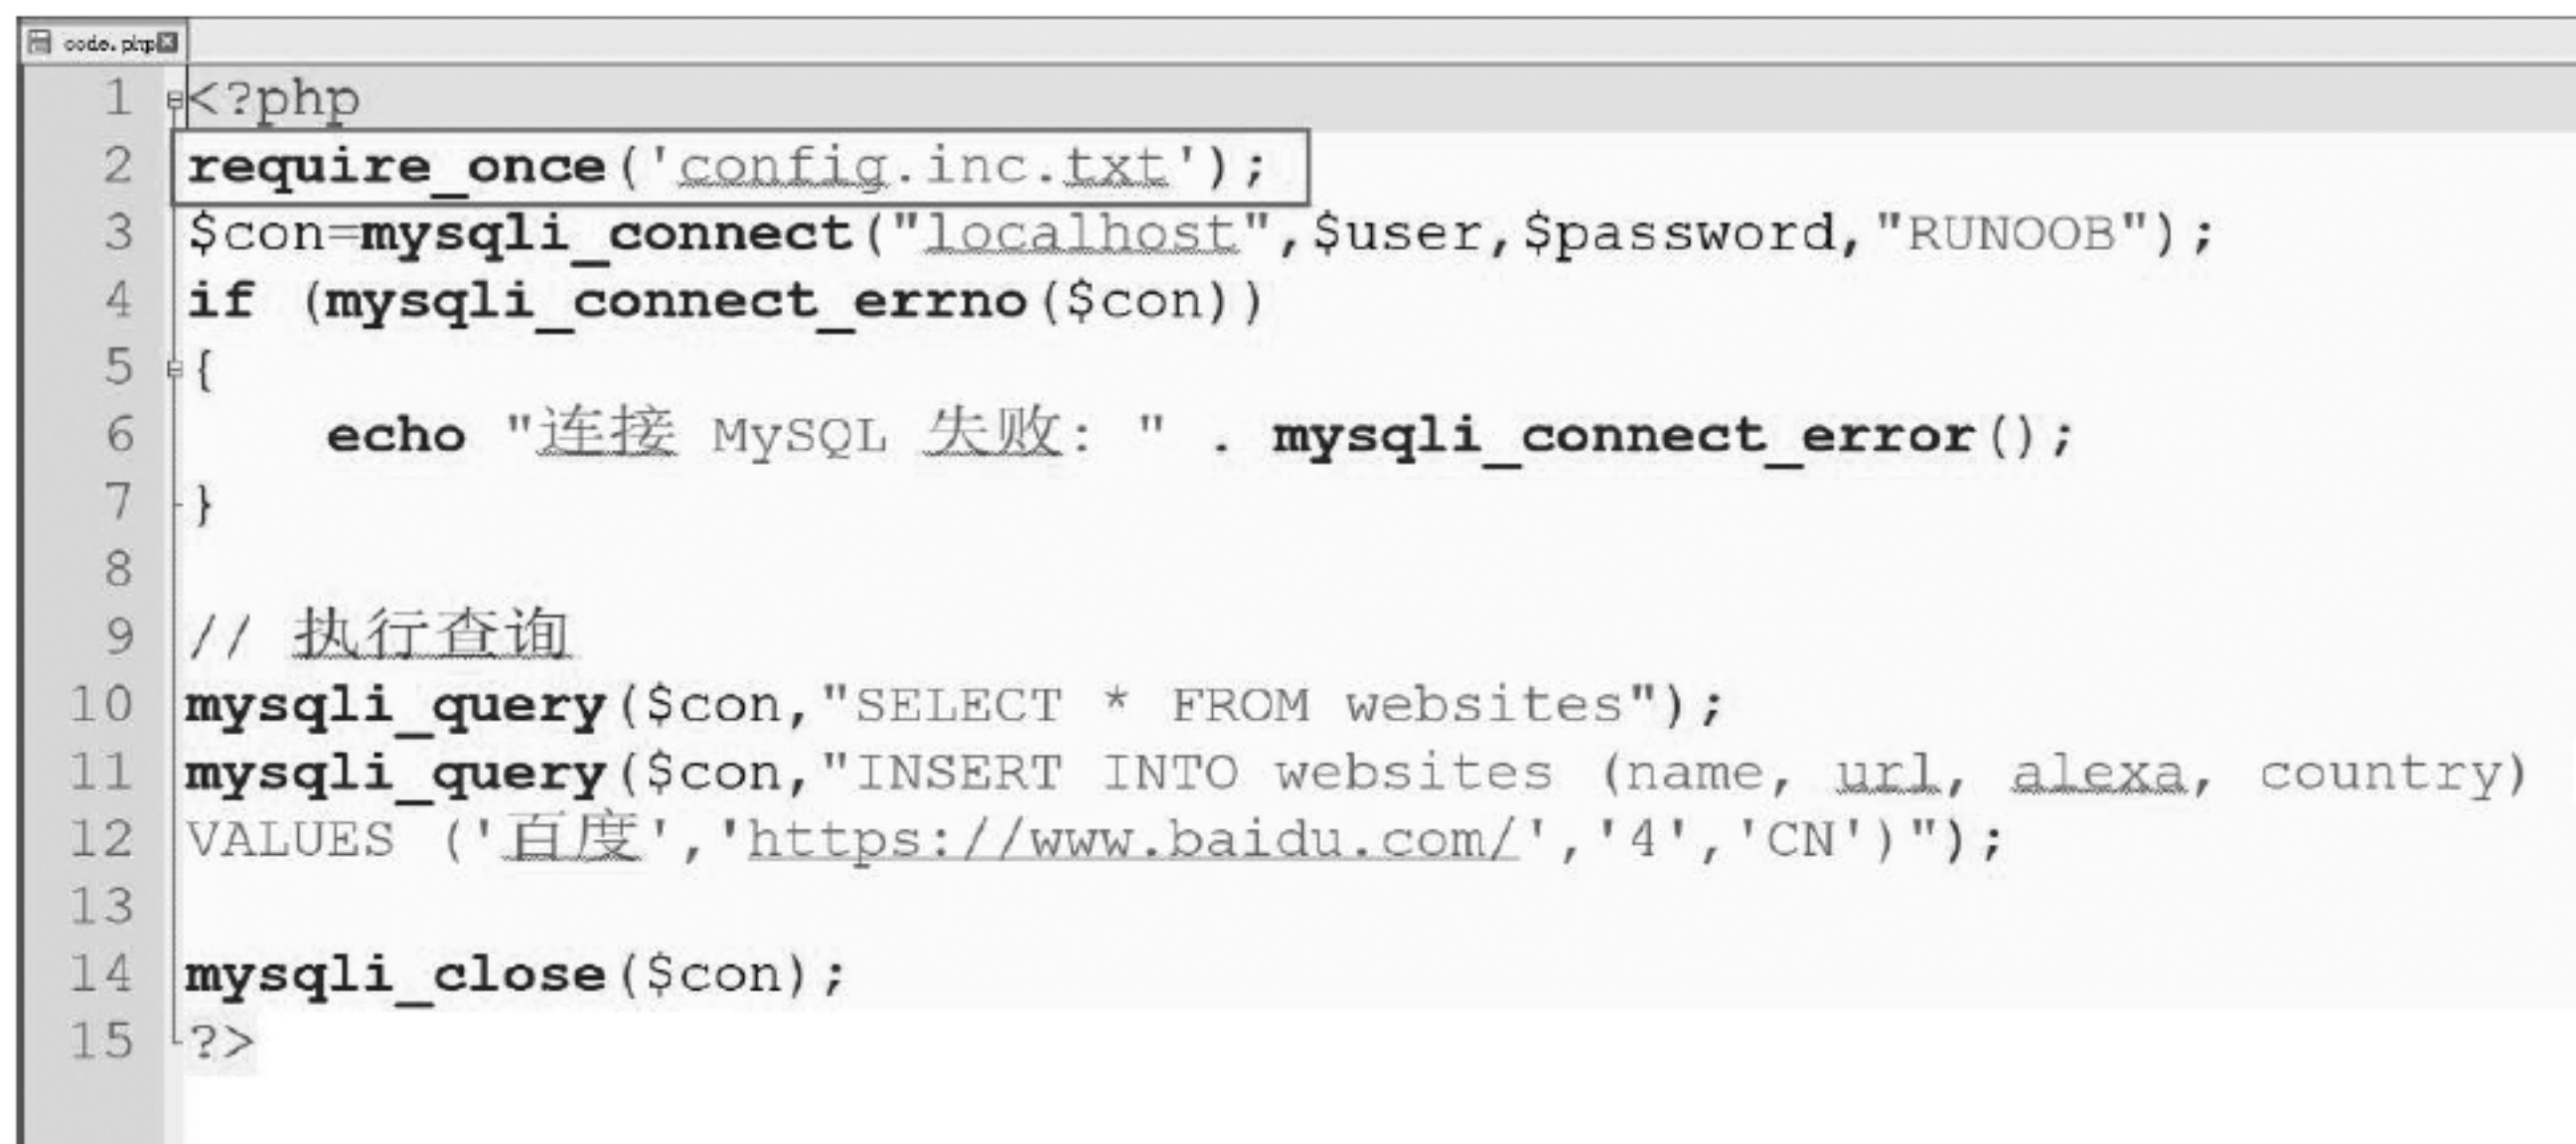 code.php
1 <?php
2 require_once('config.inc.txt');
3 $con=mysqli_connect("localhost",$user,$password,"RUNOOB");
4 if (mysqli_connect_errno($con))
5 {
6     echo "连接 MySQL 失败: " . mysqli_connect_error();
7 }
8
9 // 执行查询
10 mysqli_query($con,"SELECT * FROM websites");
11 mysqli_query($con,"INSERT INTO websites (name, url, alexa, country)
12 VALUES ('百度','https://www.baidu.com/','4','CN')");
13
14 mysqli_close($con);
15 ?>